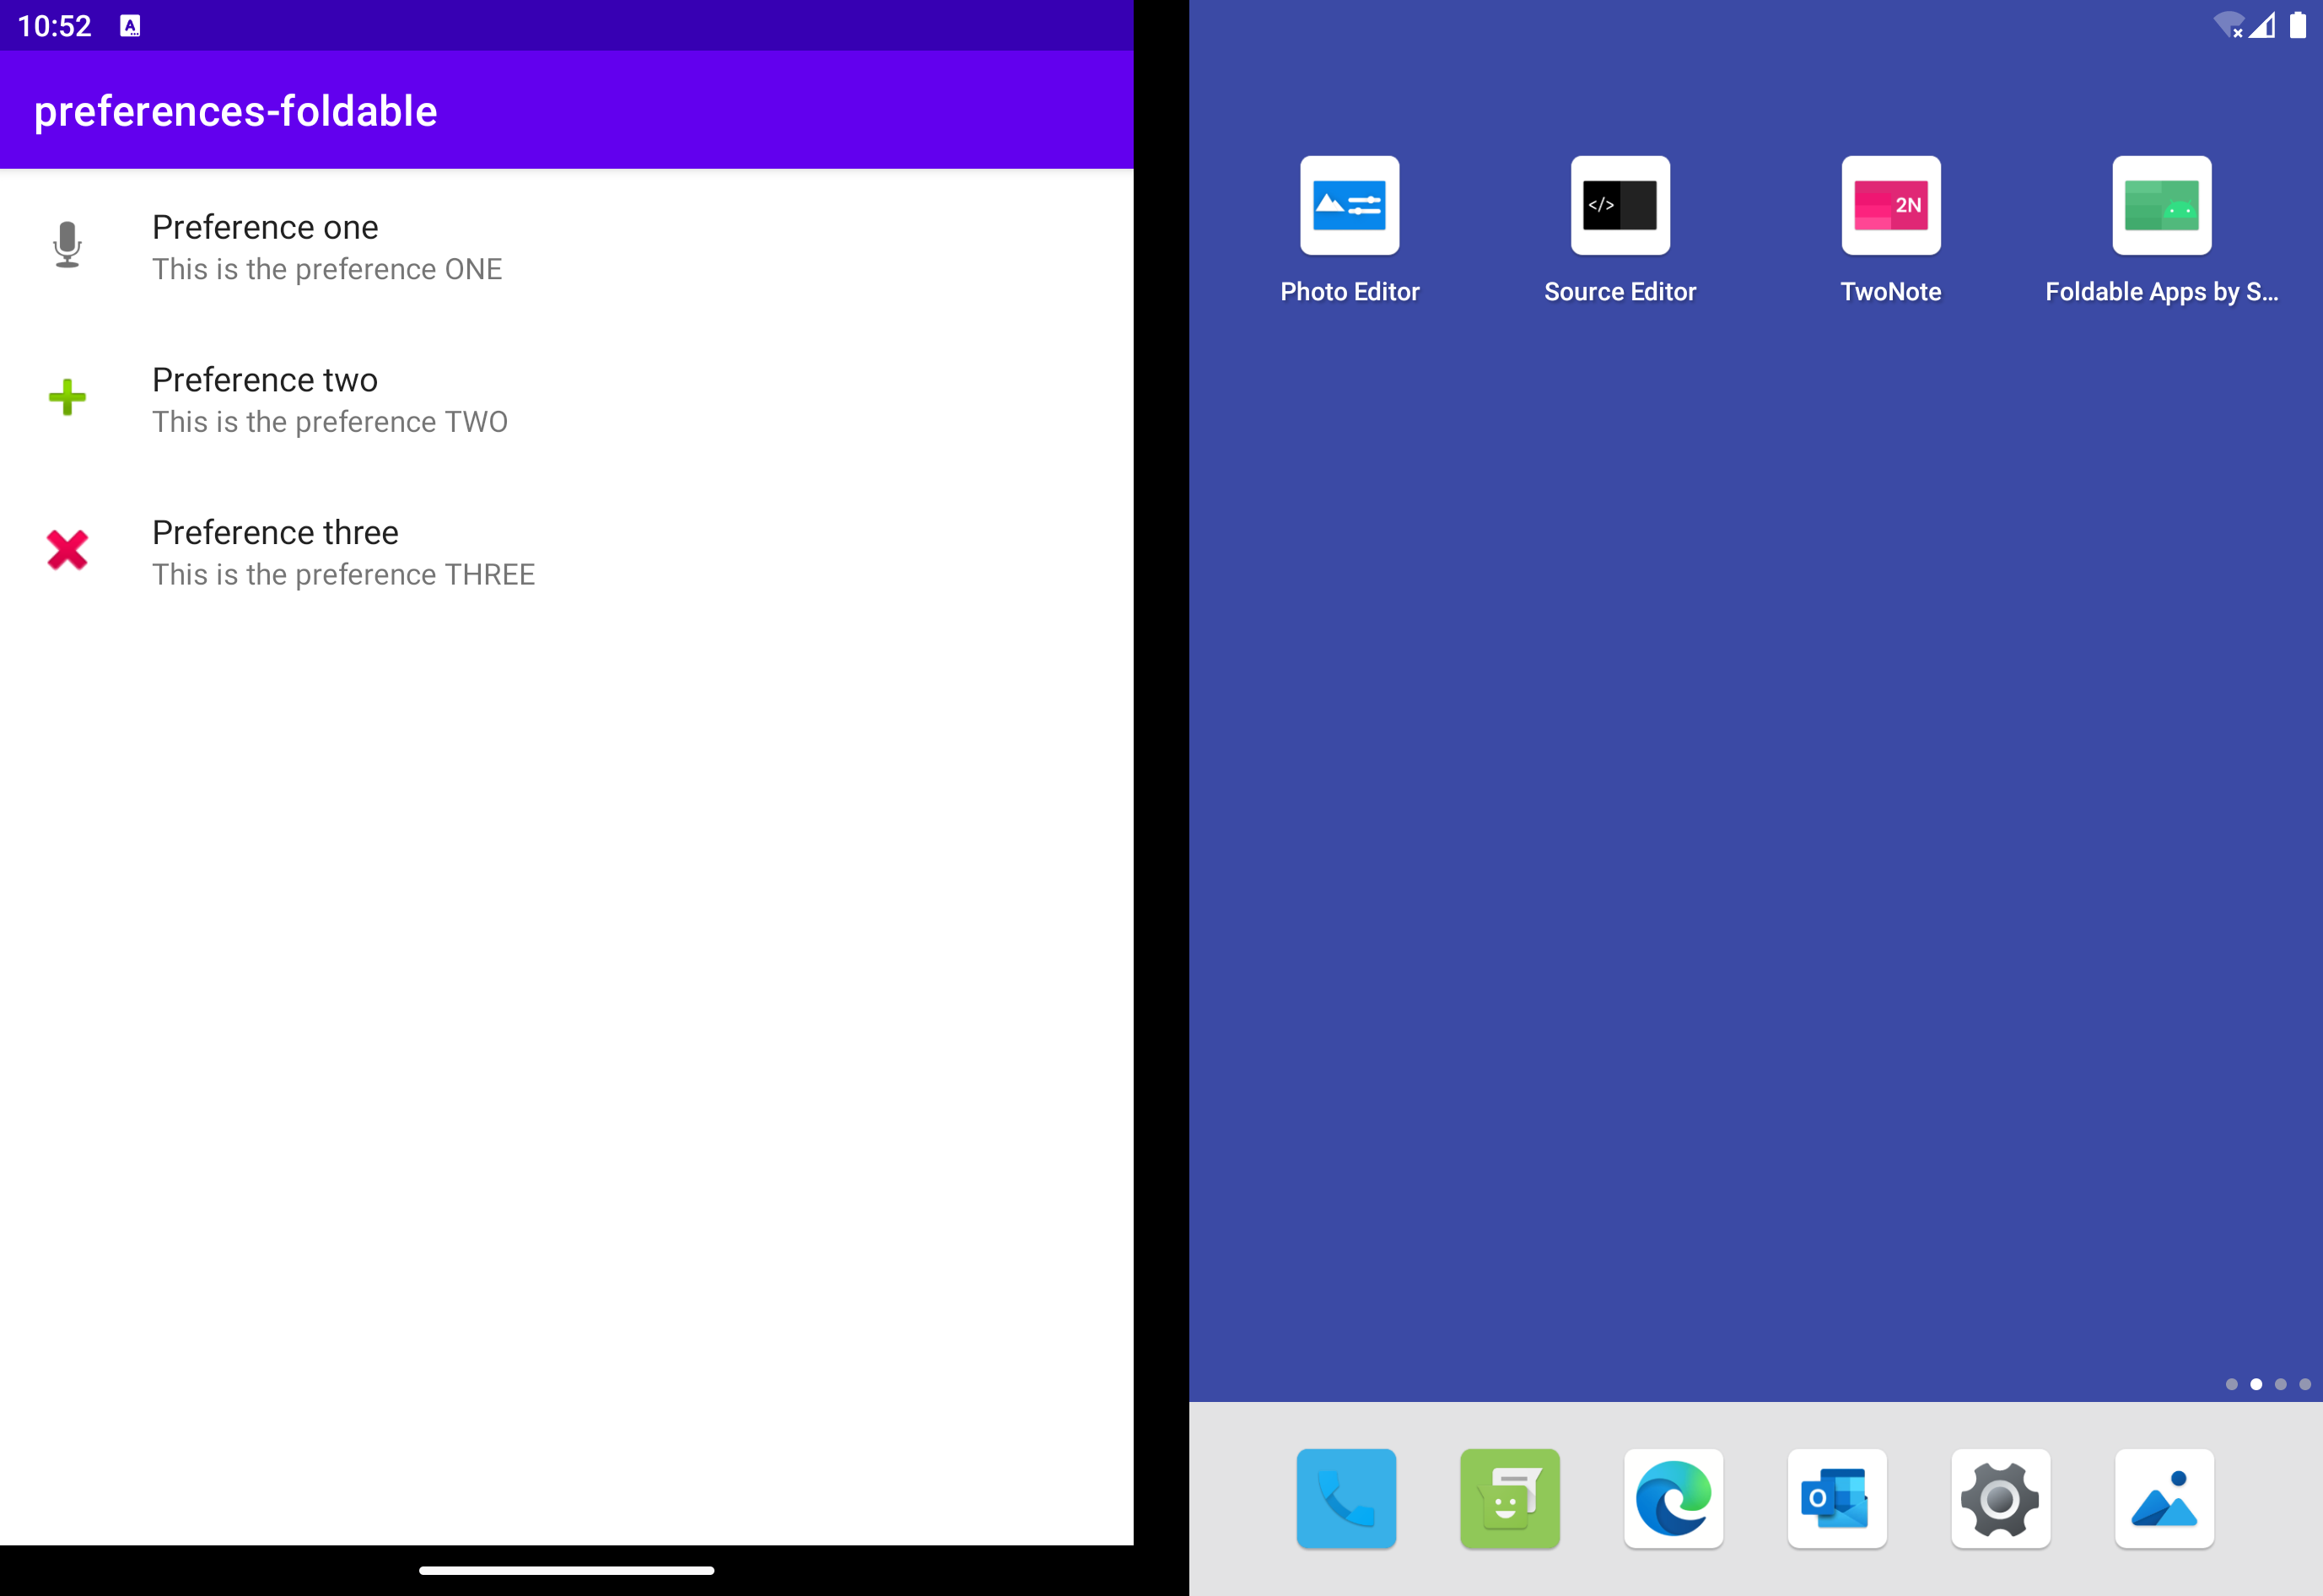 10:52
A
preferences-foldable
Preference one
This is the preference ONE
Preference two
This is the preference TWO
Preference three
This is the preference THREE
</>
2N
Photo Editor
Source Editor
TwoNote
Foldable Apps by S...
O